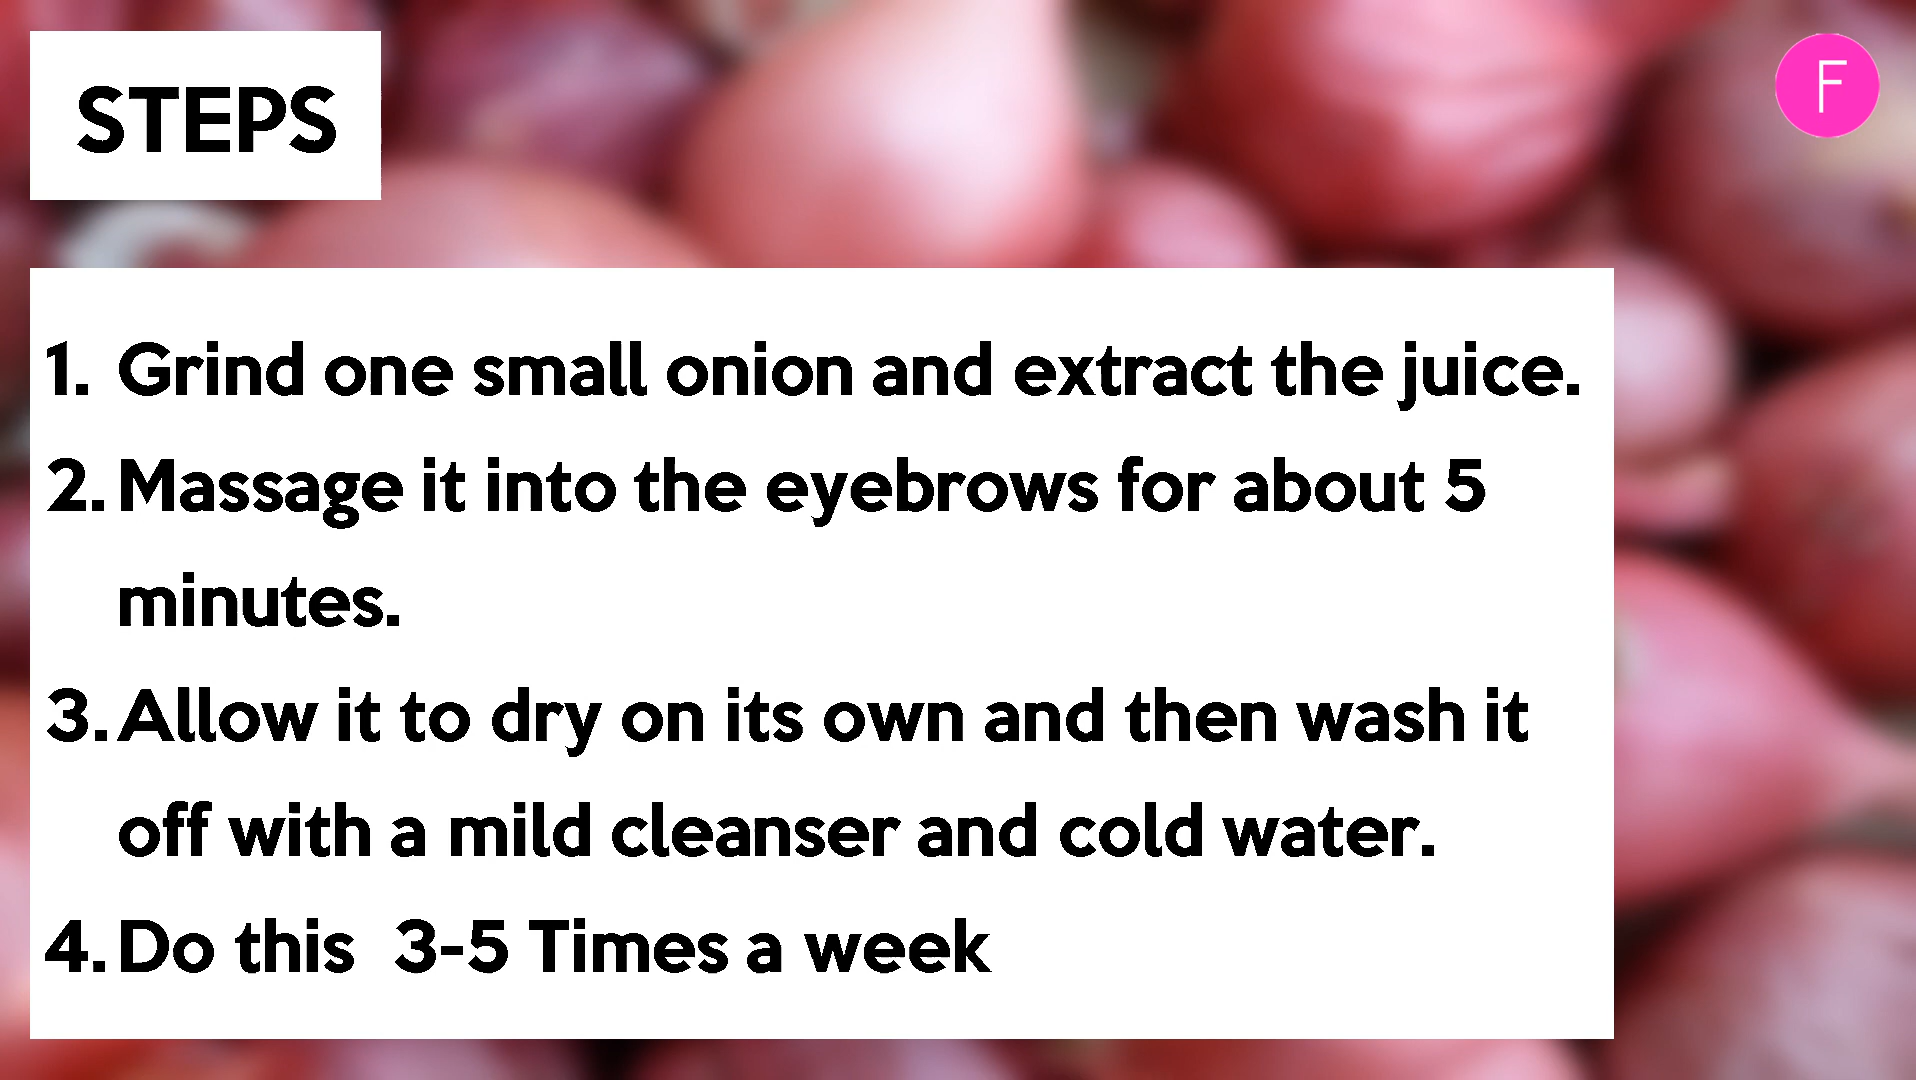 STEPS
F
1. Grind one small onion and extract the juice.
2. Massage it into the eyebrows for about 5
minutes.
3. Allow it to dry on its own and then wash it
off with a mild cleanser and cold water.
4. Do this  3-5 Times a week